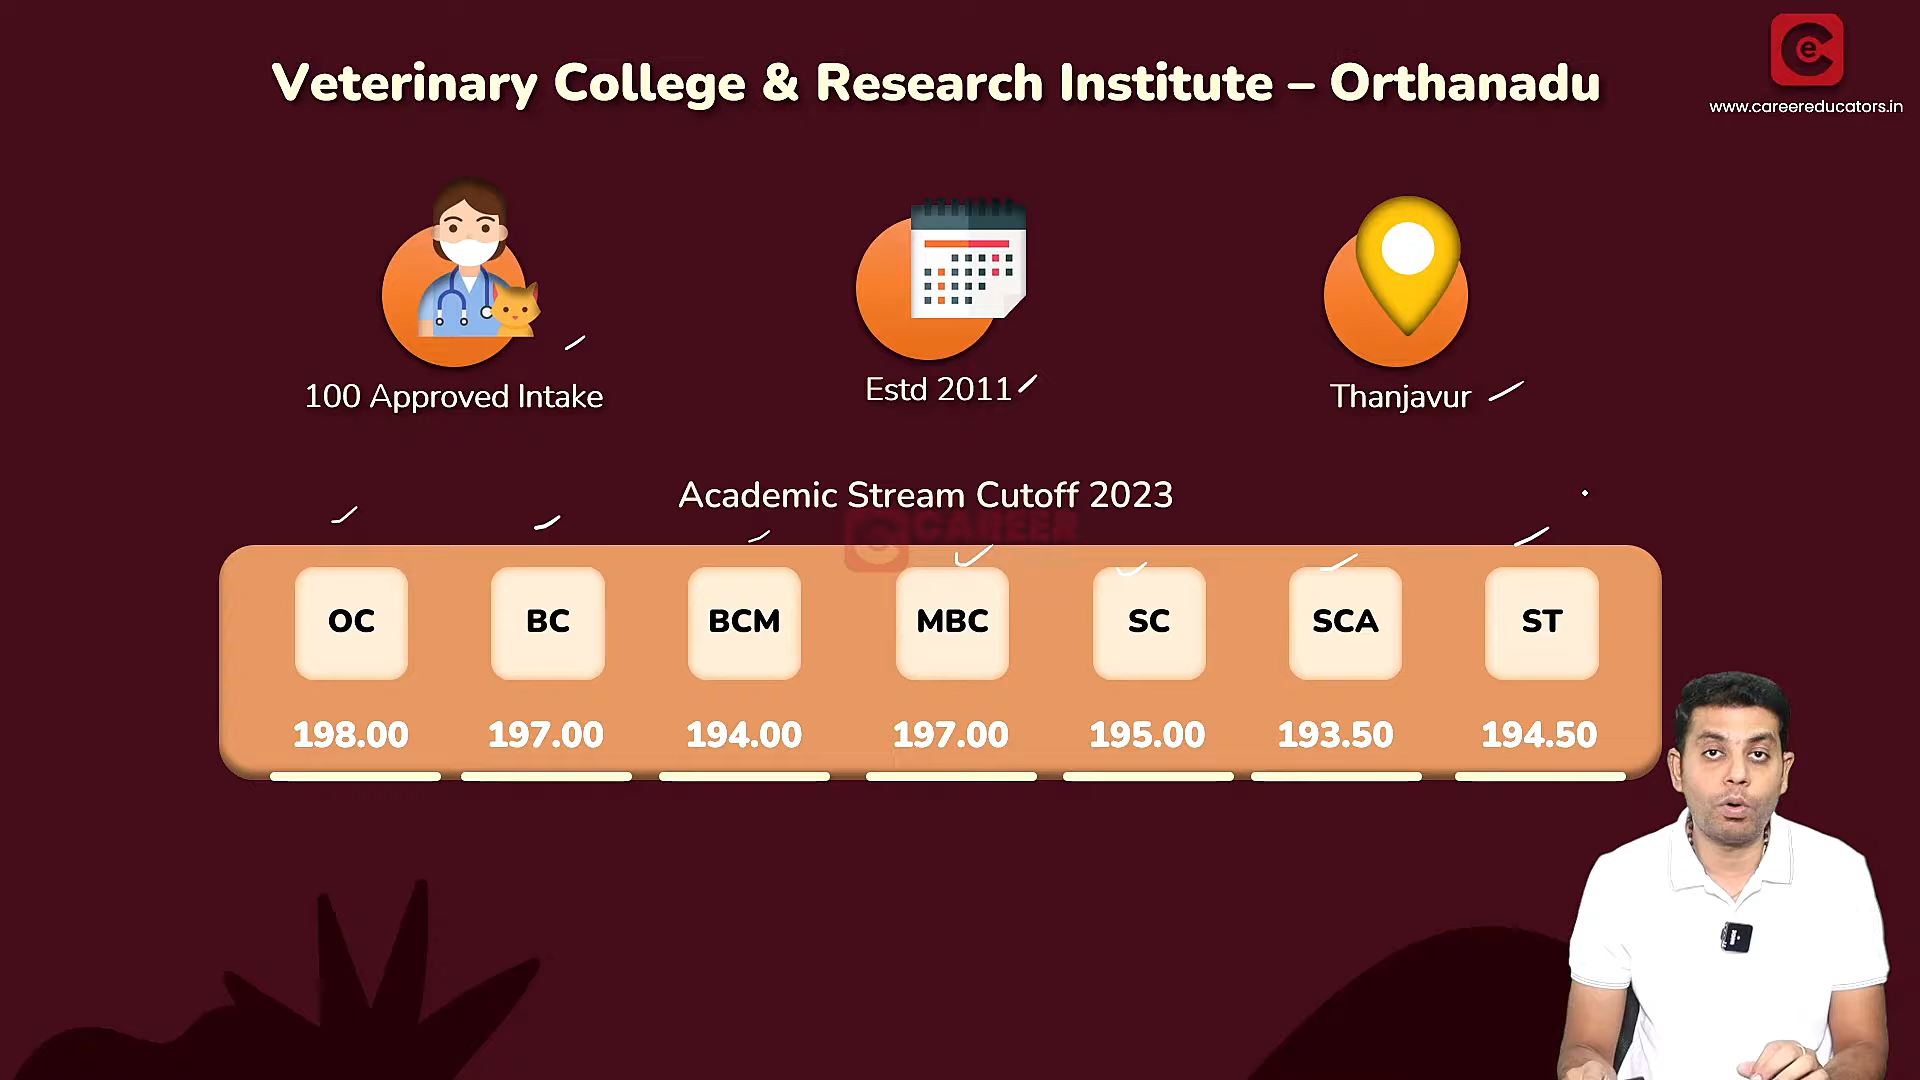 Veterinary College & Research Institute – Orthanadu
e
www.careereducators.in
100 Approved Intake
Estd 2011
Thanjavur
Academic Stream Cutoff 2023
CAREER
OC BC BCM MBC SC SCA ST
198.00 197.00 194.00 197.00 195.00 193.50 194.50